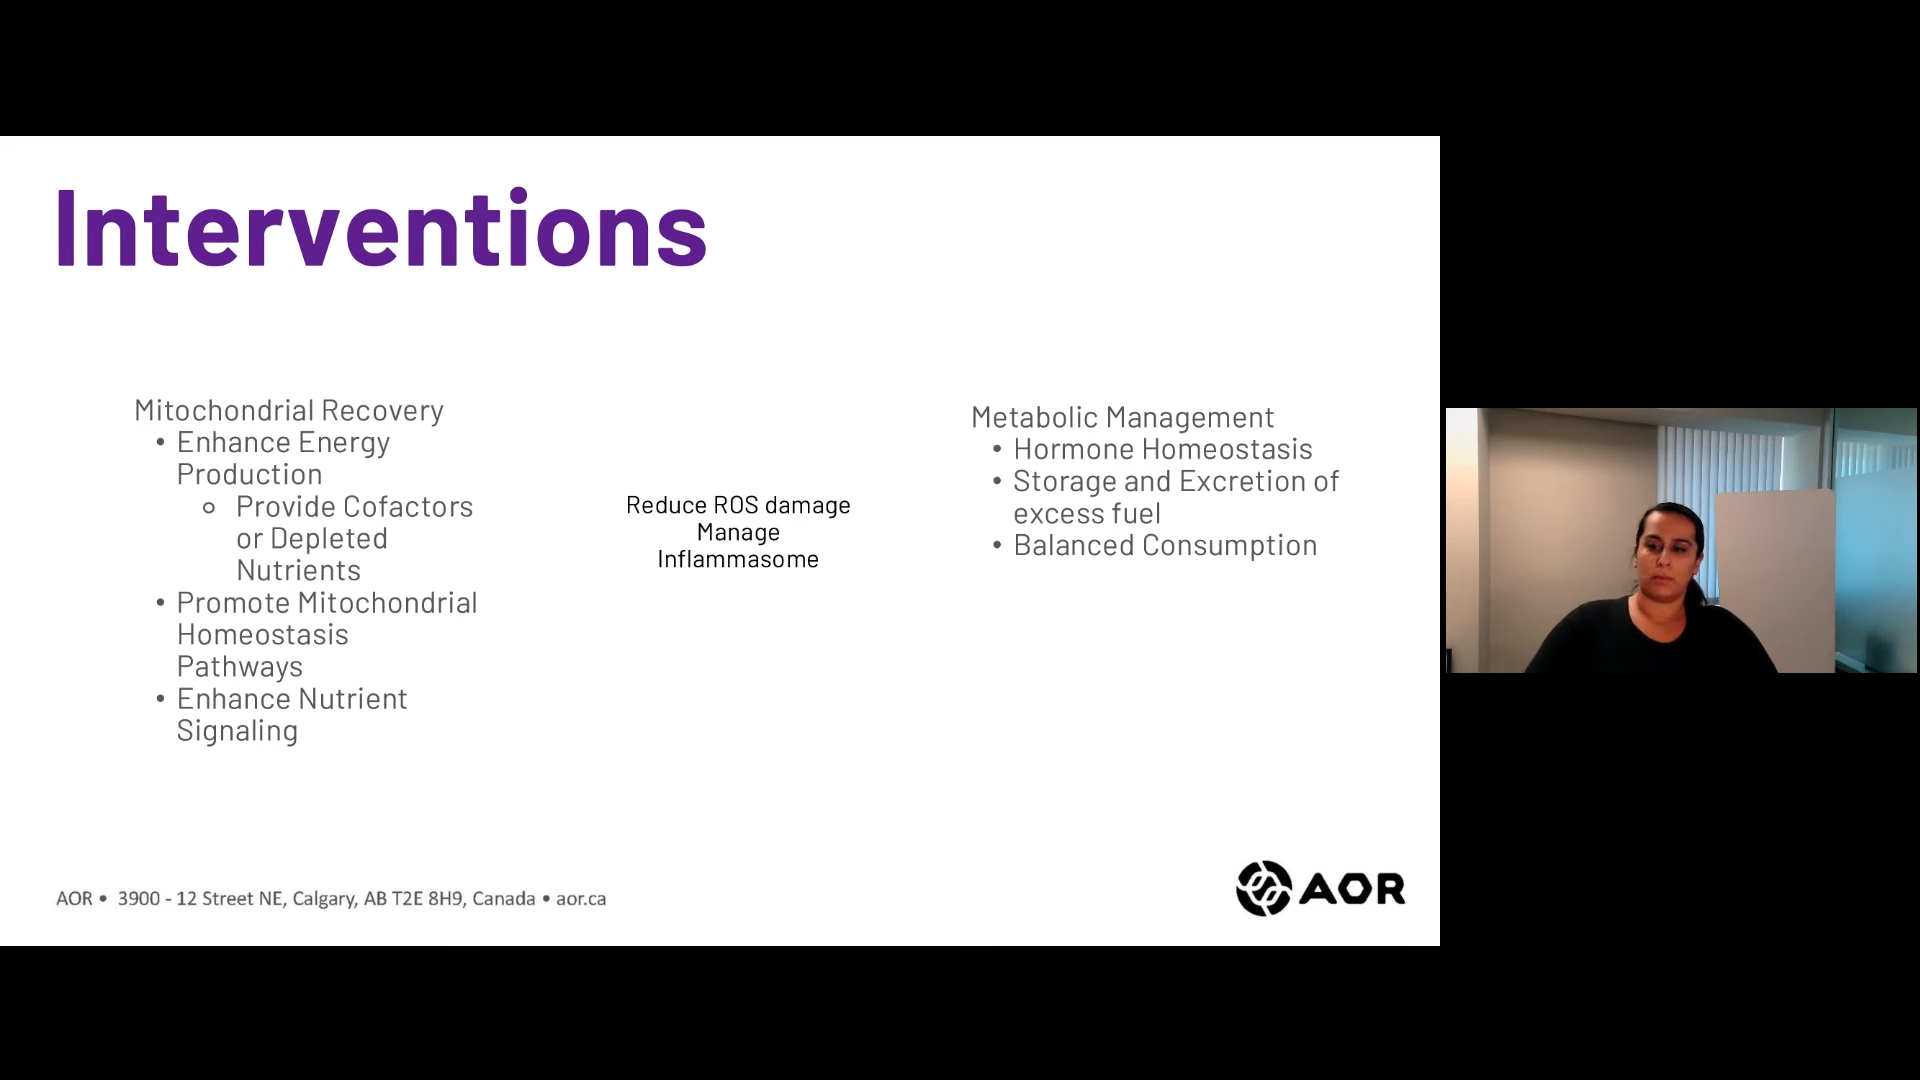 Interventions
Mitochondrial Recovery
• Enhance Energy
Production
○ Provide Cofactors
or Depleted
Nutrients
• Promote Mitochondrial
Homeostasis
Pathways
• Enhance Nutrient
Signaling
Reduce ROS damage
Manage
Inflammasome
Metabolic Management
• Hormone Homeostasis
• Storage and Excretion of
excess fuel
• Balanced Consumption
AOR • 3900 - 12 Street NE, Calgary, AB T2E 8H9, Canada • aor.ca
AOR